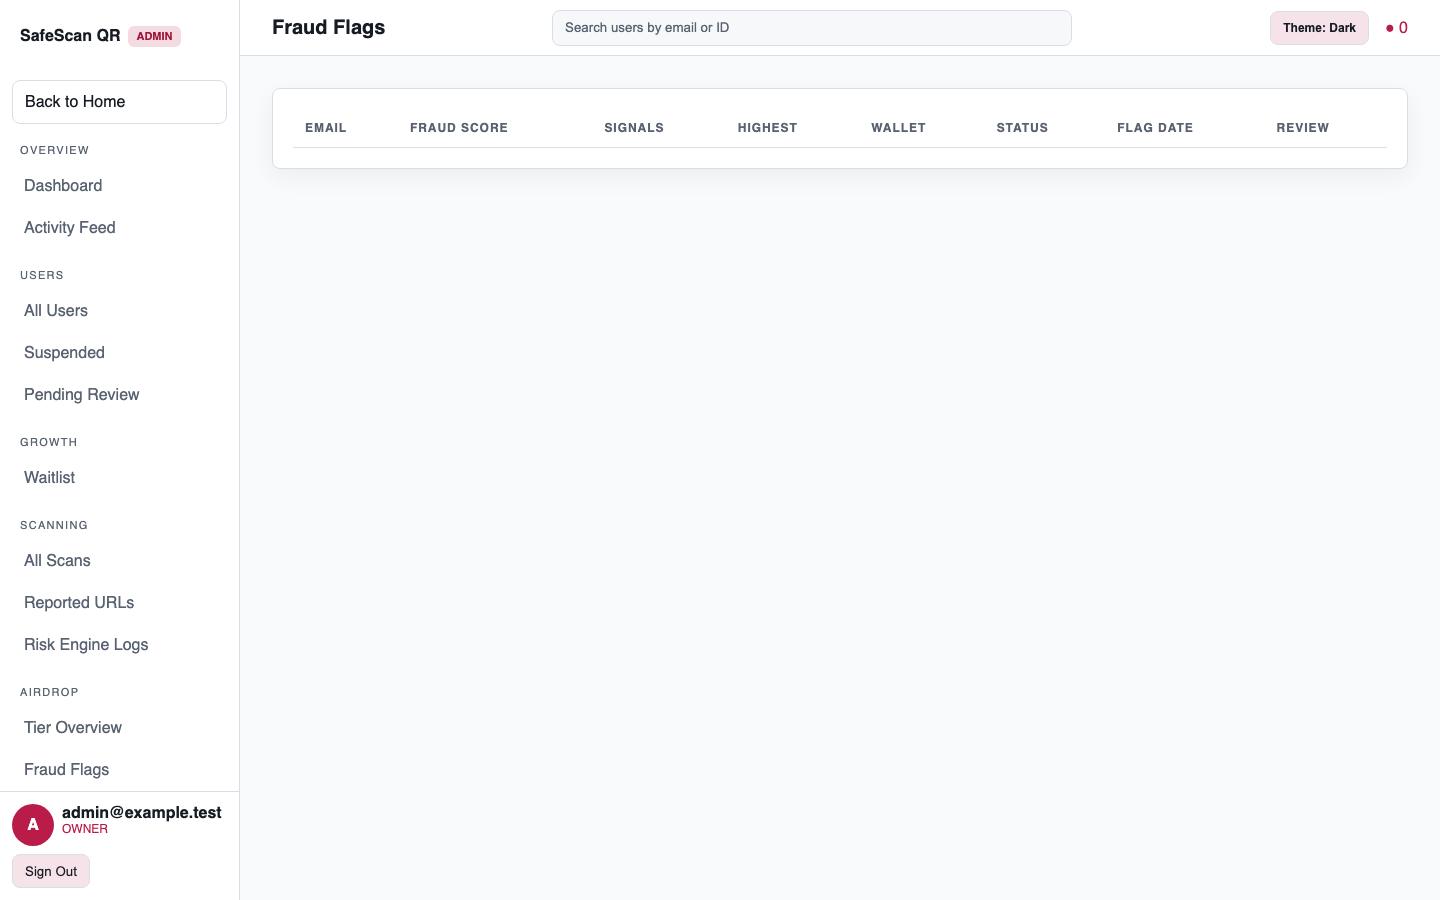 SafeScan QR ADMIN
Back to Home
OVERVIEW
Dashboard
Activity Feed
USERS
All Users
Suspended
Pending Review
GROWTH
Waitlist
SCANNING
All Scans
Reported URLs
Risk Engine Logs
AIRDROP
Tier Overview
Fraud Flags
A admin@example.test
OWNER
Sign Out
Fraud Flags Search users by email or ID Theme: Dark ● 0
EMAIL FRAUD SCORE SIGNALS HIGHEST WALLET STATUS FLAG DATE REVIEW